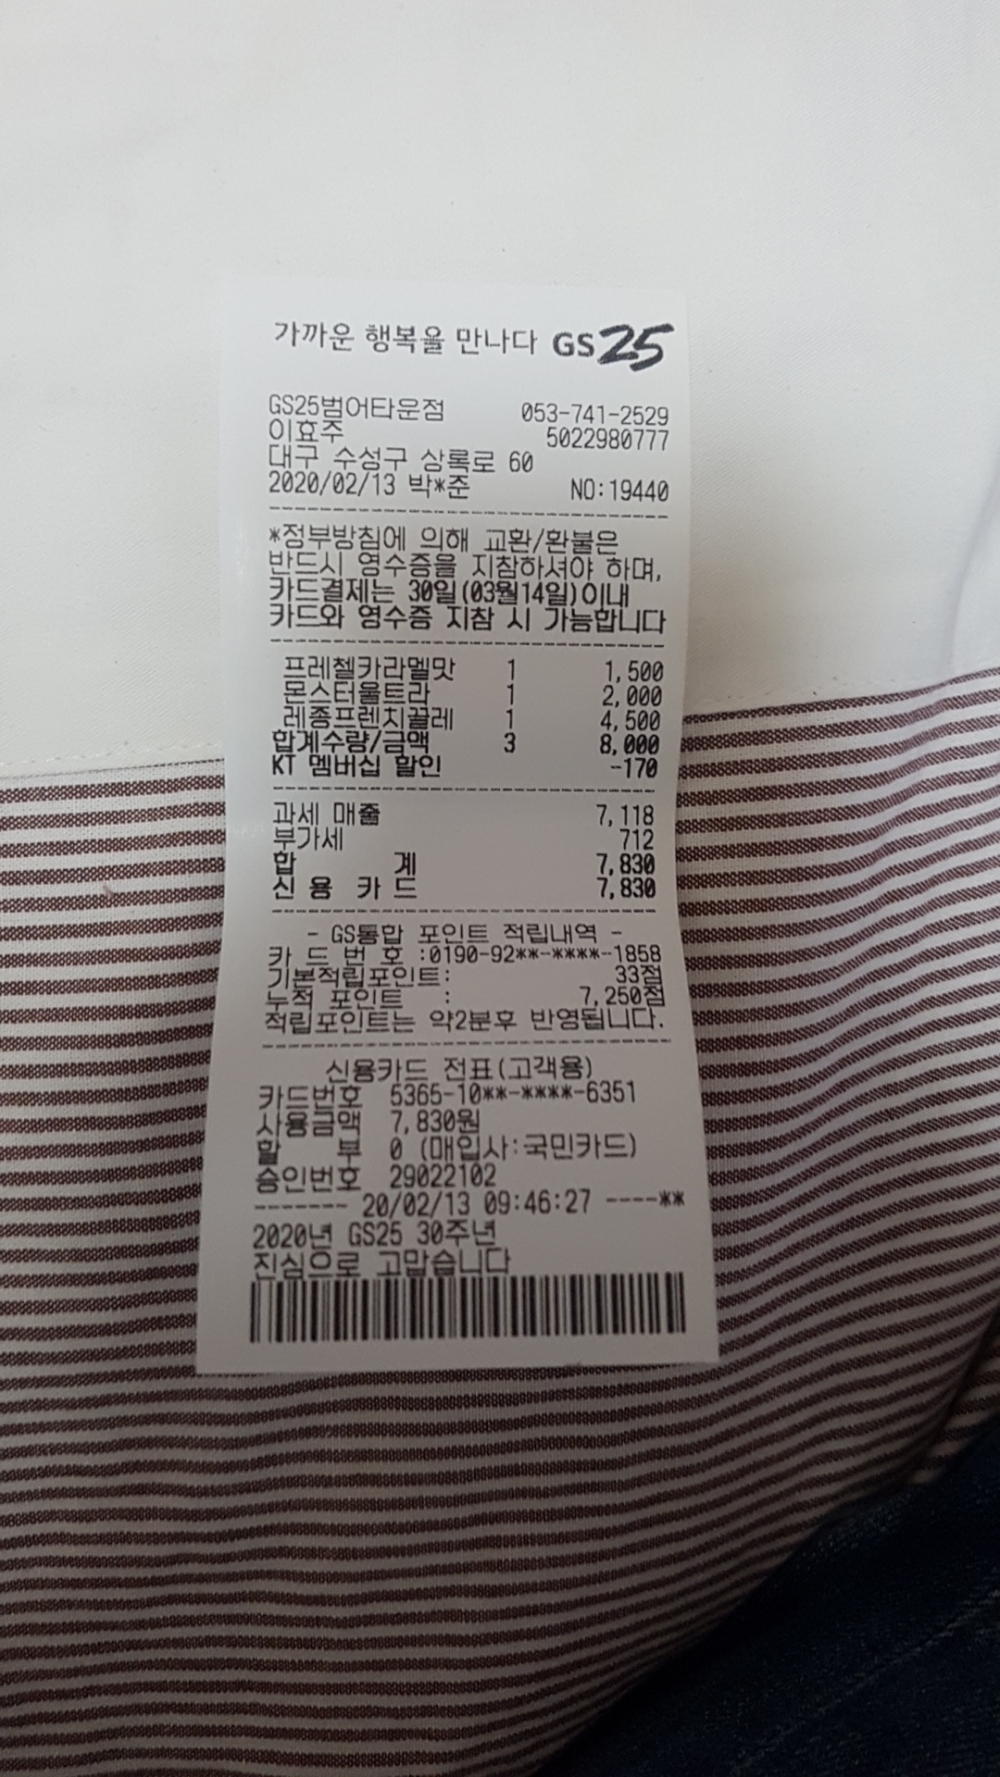 가까운 행복을 만나다 GS25
GS25범어타운점 053-741-2529
이효주 5022980777
대구 수성구 상록로 60
2020/02/13 박*준 NO:19440
*정부방침에 의해 교환/환불은
반드시 영수증을 지참하셔야 하며,
카드결제는 30일(03월14일)이내
카드와 영수증 지참 시 가능합니다
프레첼카라멜맛 1 1,500
몬스터울트라 1 2,000
레종프렌치끌레 1 4,500
합계수량/금액 3 8,000
KT 멤버십 할인 -170
과세 매출 7,118
부가세 712
합 계 7,830
신 용 카 드 7,830
- GS통합 포인트 적립내역 -
카 드 번 호 :0190-92**-****-1858
기본적립포인트: 33점
누적 포인트 : 7,250점
적립포인트는 약2분후 반영됩니다.
신용카드 전표(고객용)
카드번호 5365-10**-****-6351
사용금액 7,830원
할 부 0 (매입사:국민카드)
승인번호 29022102
------- 20/02/13 09:46:27 ----**
2020년 GS25 30주년
진심으로 고맙습니다